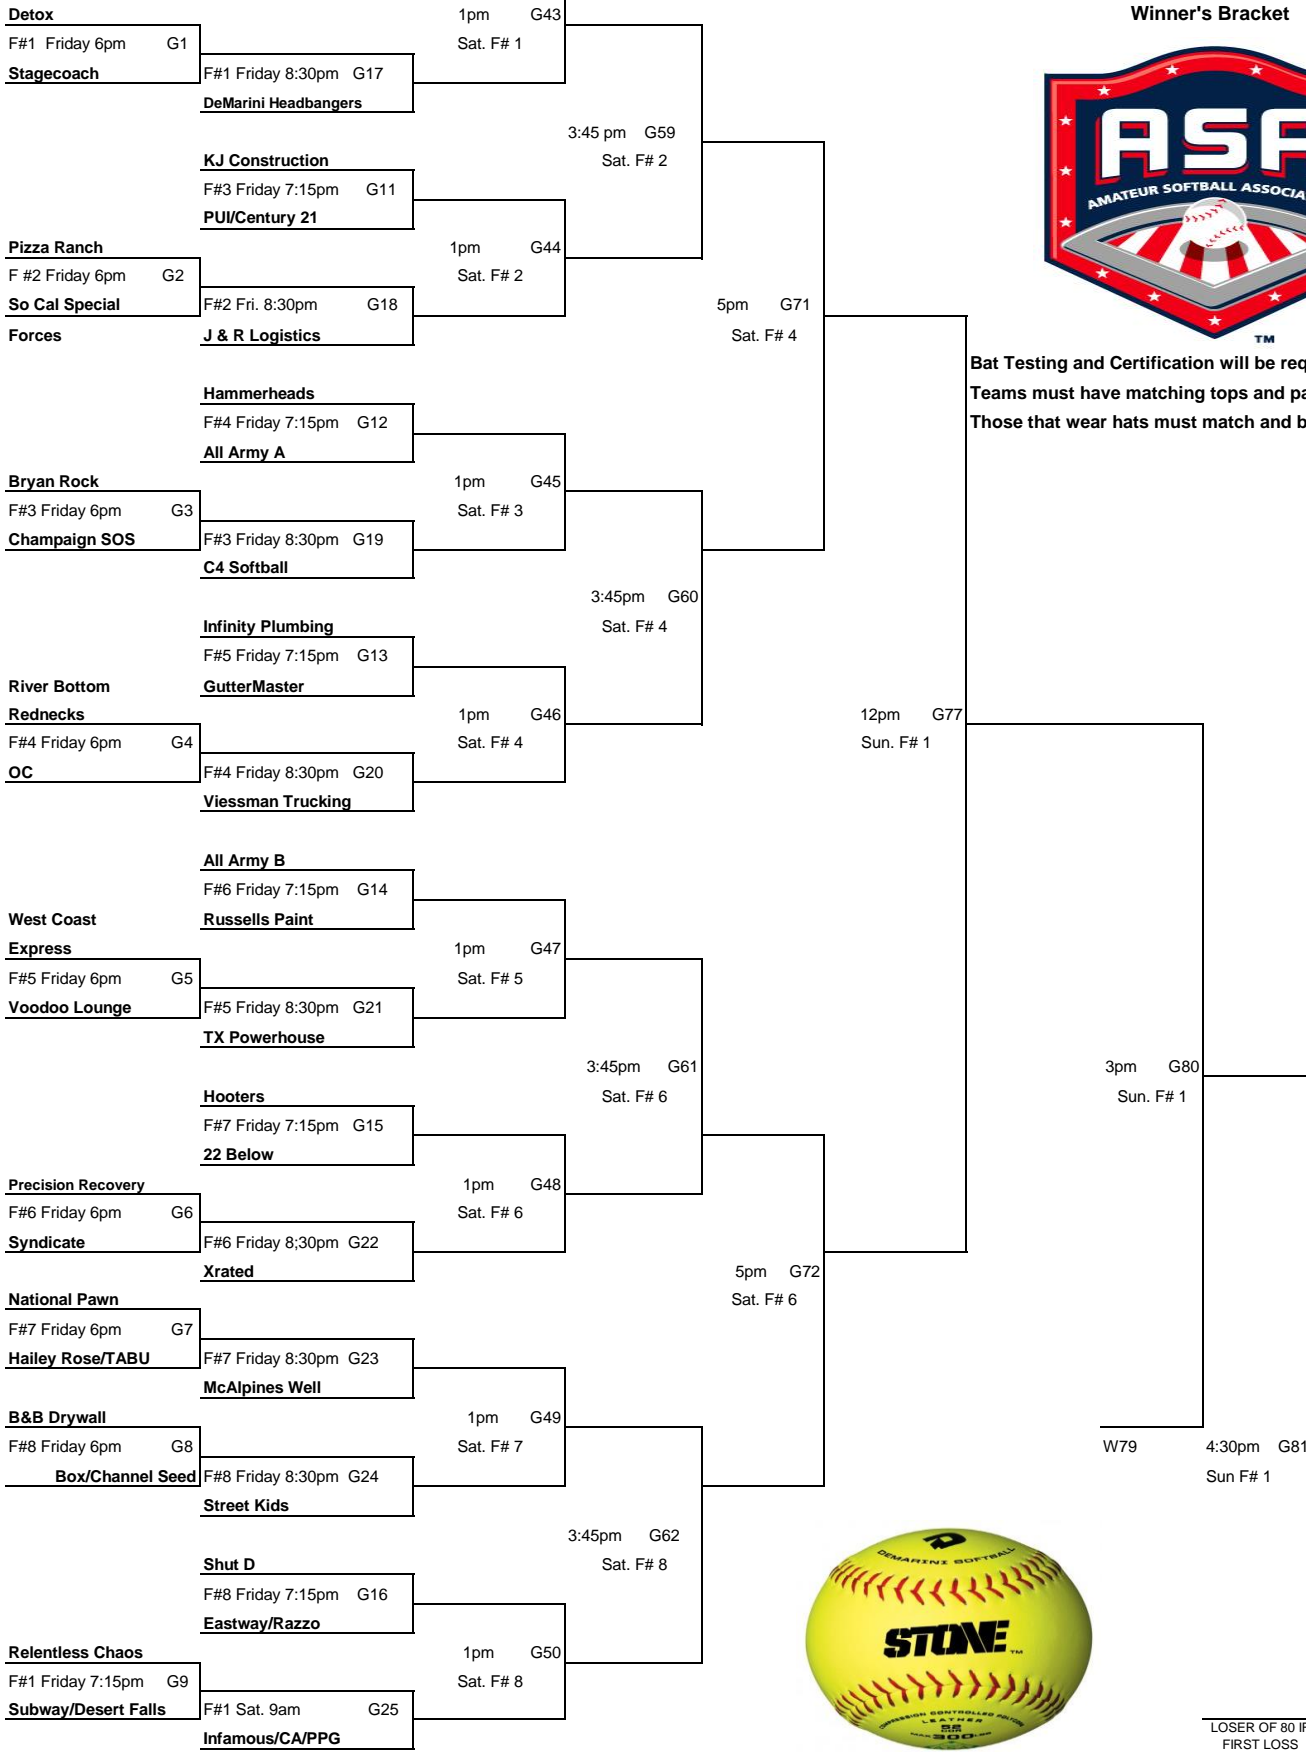 Detox
1pm G43
Winner's Bracket
F#1 Friday 6pm G1
Sat. F# 1
Stagecoach
F#1 Friday 8:30pm G17
DeMarini Headbangers
3:45 pm G59
KJ Construction
Sat. F# 2
F#3 Friday 7:15pm G11
PUI/Century 21
Pizza Ranch
1pm G44
F #2 Friday 6pm G2
Sat. F# 2
So Cal Special
F#2 Fri. 8:30pm G18
5pm G71
Forces
J & R Logistics
Sat. F# 4
ASA
AMATEUR SOFTBALL ASSOCIA
TM
Bat Testing and Certification will be req
Teams must have matching tops and pa
Those that wear hats must match and b
Hammerheads
F#4 Friday 7:15pm G12
All Army A
Bryan Rock
1pm G45
F#3 Friday 6pm G3
Sat. F# 3
Champaign SOS
F#3 Friday 8:30pm G19
C4 Softball
3:45pm G60
Infinity Plumbing
Sat. F# 4
F#5 Friday 7:15pm G13
River Bottom
GutterMaster
Rednecks
1pm G46
12pm G77
F#4 Friday 6pm G4
Sat. F# 4
Sun. F# 1
OC
F#4 Friday 8:30pm G20
Viessman Trucking
All Army B
F#6 Friday 7:15pm G14
West Coast
Russells Paint
Express
1pm G47
F#5 Friday 6pm G5
Sat. F# 5
Voodoo Lounge
F#5 Friday 8:30pm G21
TX Powerhouse
3:45pm G61
3pm G80
Hooters
Sat. F# 6
Sun. F# 1
F#7 Friday 7:15pm G15
22 Below
Precision Recovery
1pm G48
F#6 Friday 6pm G6
Sat. F# 6
Syndicate
F#6 Friday 8;30pm G22
Xrated
5pm G72
National Pawn
Sat. F# 6
F#7 Friday 6pm G7
Hailey Rose/TABU
F#7 Friday 8:30pm G23
McAlpines Well
B&B Drywall
1pm G49
F#8 Friday 6pm G8
Sat. F# 7
W79 4:30pm G81
Box/Channel Seed
F#8 Friday 8:30pm G24
Sun F# 1
Street Kids
3:45pm G62
Shut D
Sat. F# 8
F#8 Friday 7:15pm G16
Eastway/Razzo
Relentless Chaos
1pm G50
F#1 Friday 7:15pm G9
Sat. F# 8
Subway/Desert Falls
F#1 Sat. 9am G25
Infamous/CA/PPG
DEMARINI SOFTBALL
STONE
TM
LEATHER
52
300
LOSER OF 80 IF
FIRST LOSS